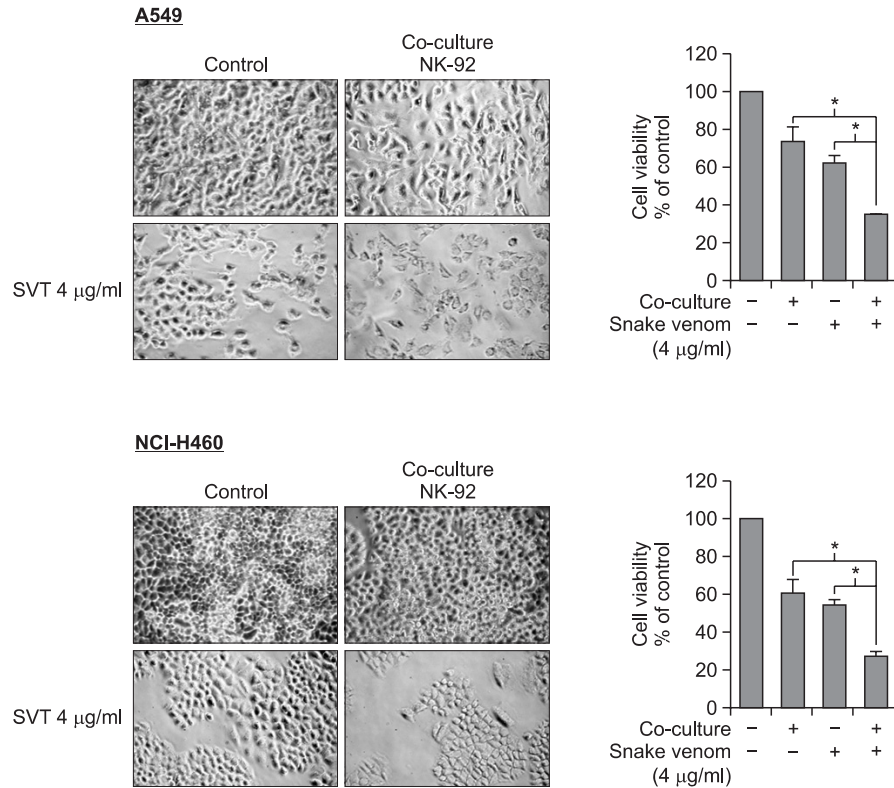 A549
Control
Co-culture
NK-92
SVT 4 μg/ml
Cell viability
% of control
120
100
80
60
40
20
0
*
*
Co-culture − + − +
Snake venom − − + +
(4 μg/ml)
NCI-H460
Control
Co-culture
NK-92
SVT 4 μg/ml
Cell viability
% of control
120
100
80
60
40
20
0
*
*
Co-culture − + − +
Snake venom − − + +
(4 μg/ml)